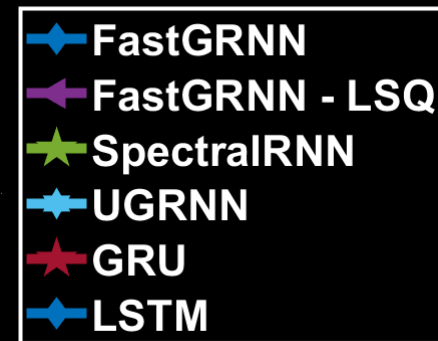 FastGRNN
FastGRNN - LSQ
SpectralRNN
UGRNN
GRU
LSTM